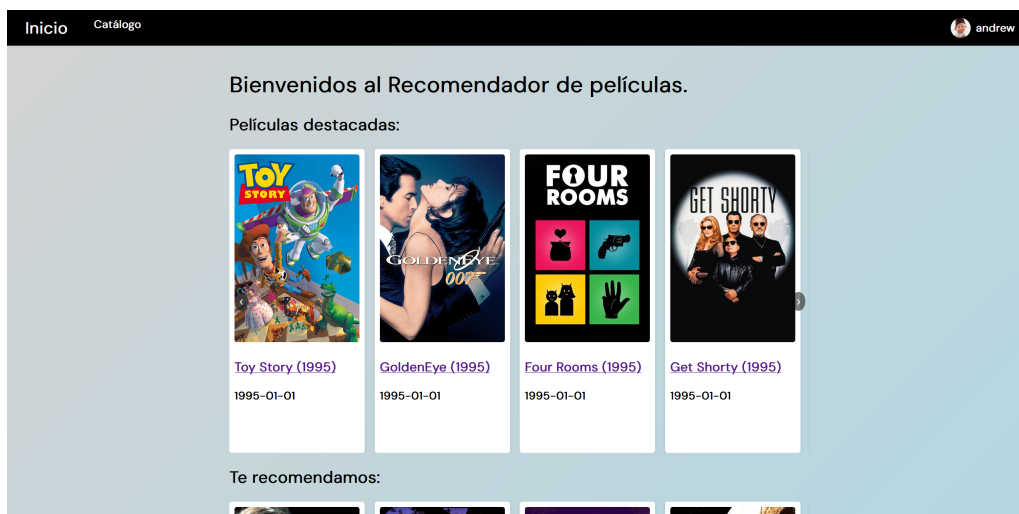 Inicio
Catálogo
andrew
Bienvenidos al Recomendador de películas.
Películas destacadas:
TOY
STORY
GOLDENEYE
007
FOUR
ROOMS
GET SHORTY
Toy Story (1995)
GoldenEye (1995)
Four Rooms (1995)
Get Shorty (1995)
1995-01-01
1995-01-01
1995-01-01
1995-01-01
Te recomendamos: